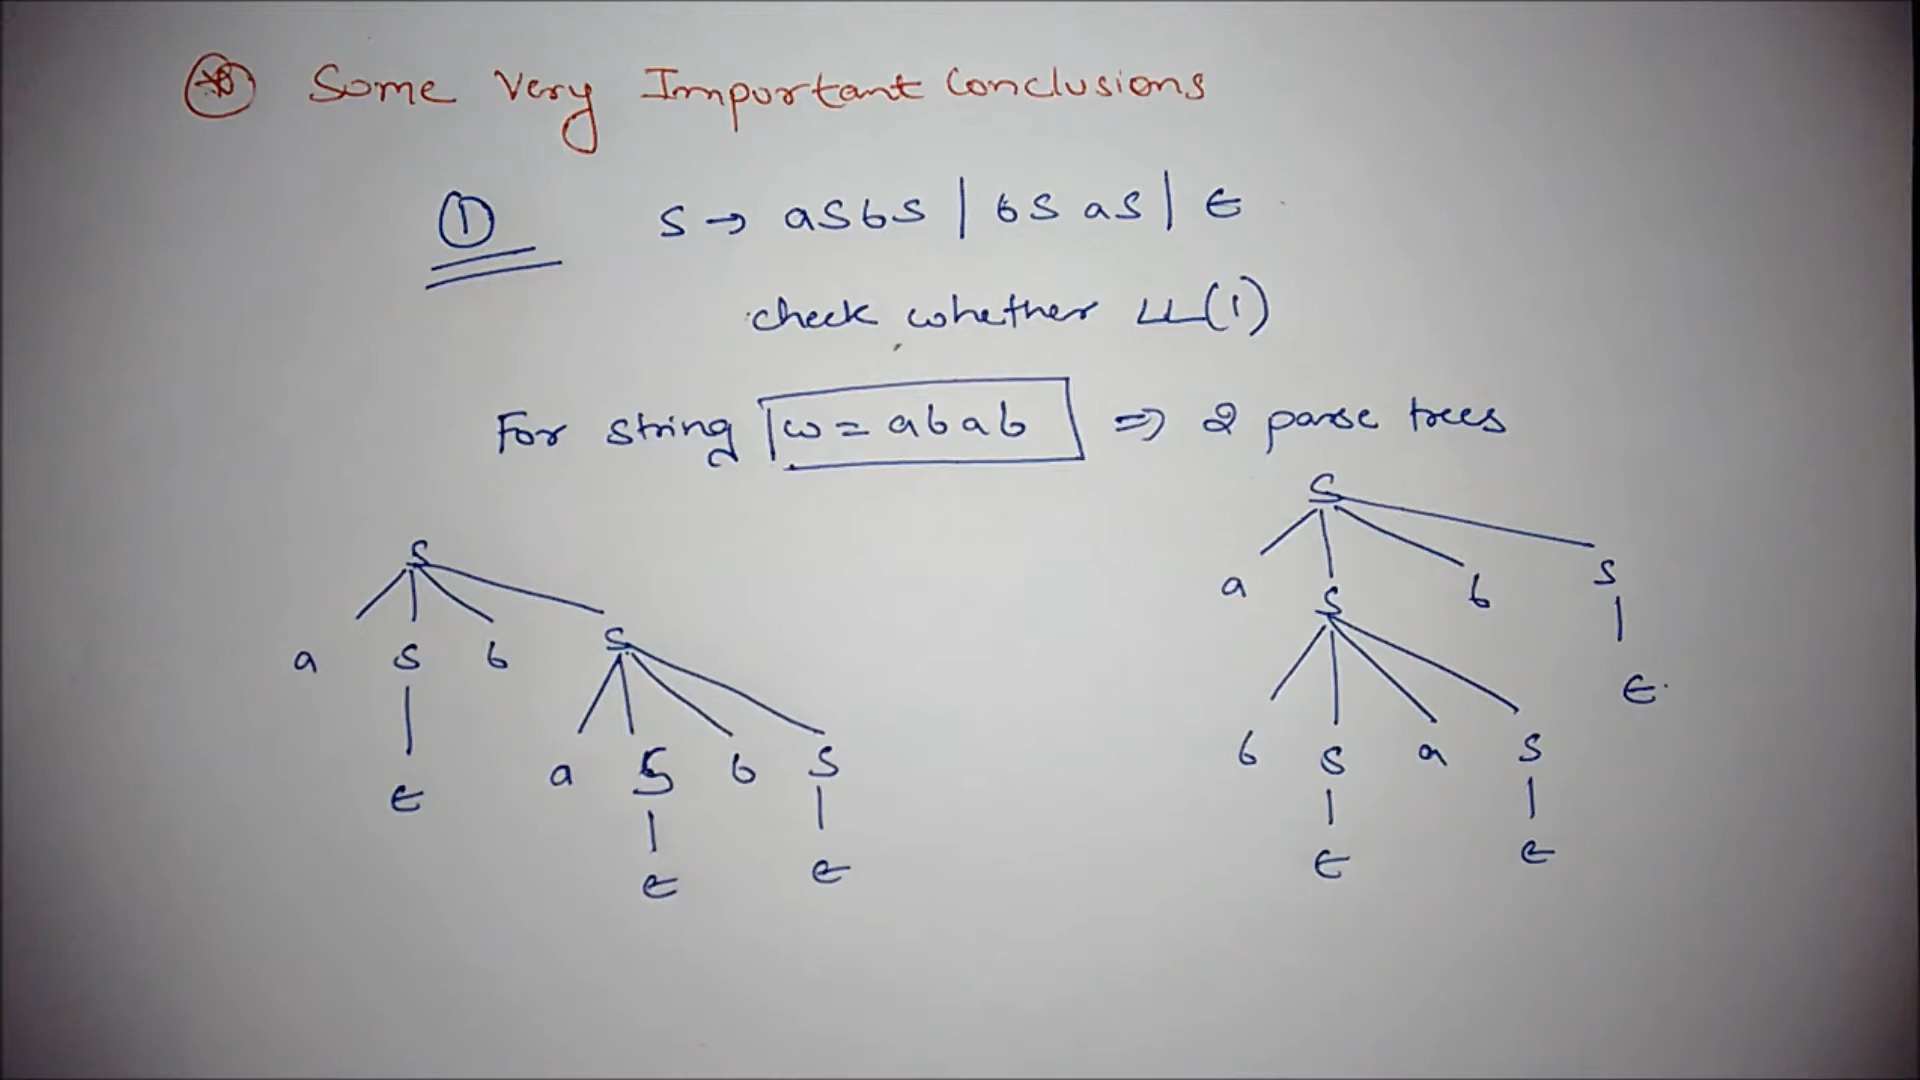 Some Very Important Conclusions
1 S → aSbS | bSaS | ϵ
check whether LL(1)
For string w = abab ⇒ 2 parse trees
S
S
a S b S
a S b S
b S a S ϵ
ϵ a S b S
ϵ ϵ
ϵ ϵ